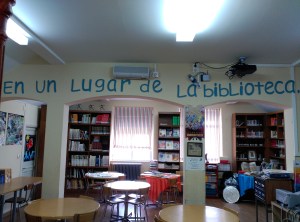 en un Lugar de La biblioteca.